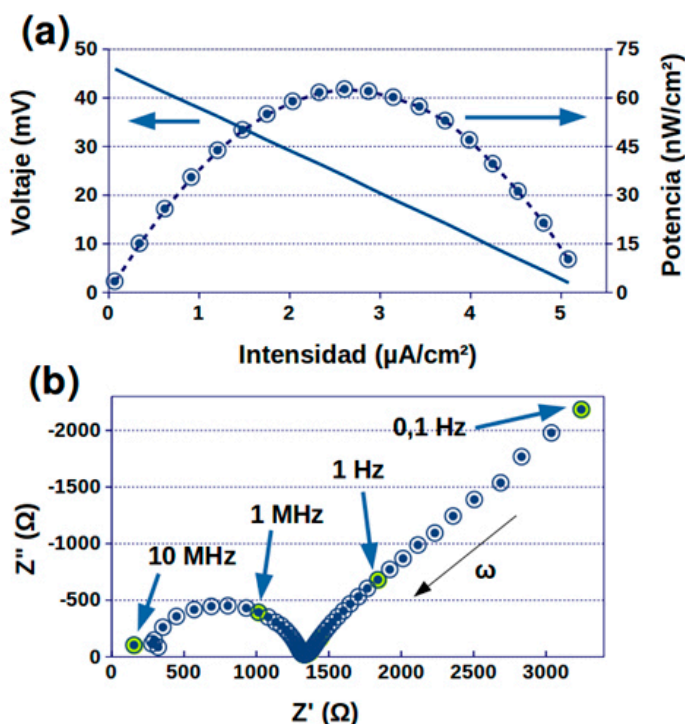 (a)
50
40
30
20
10
0
Voltaje (mV)
75
60
45
30
15
0
Potencia (nW/cm²)
0
1
2
3
4
5
Intensidad (µA/cm²)
(b)
-2000
-1500
-1000
-500
0
Z'' (Ω)
0,1 Hz
1 Hz
1 MHz
10 MHz
ω
0
500
1000
1500
2000
2500
3000
Z' (Ω)